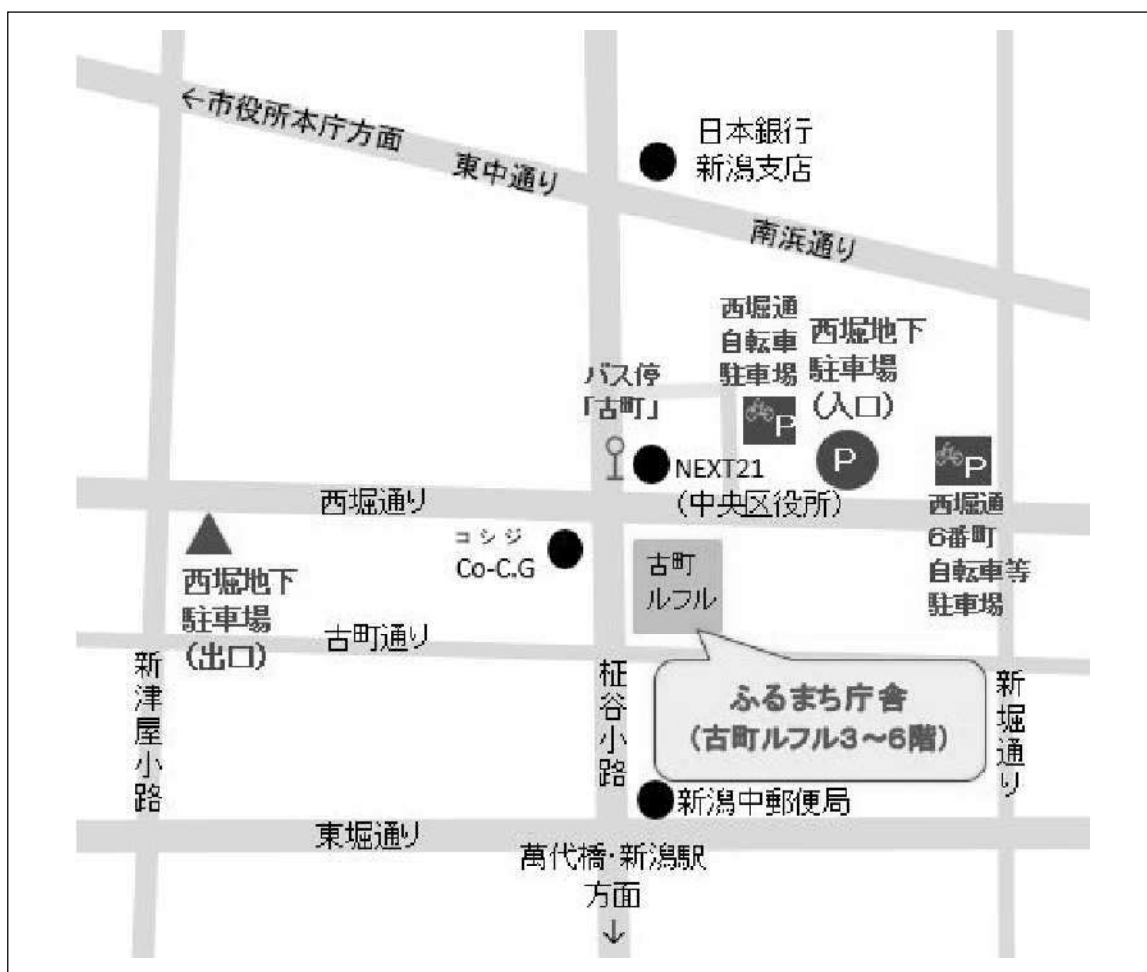 ←市役所本庁方面
東中通り
日本銀行
新潟支店
南浜通り
西堀通
自転車
駐車場
西堀地下
駐車場
(入口)
バス停
「古町」
P
P
P
NEXT21
(中央区役所)
西堀通り
西堀通
6番町
自転車等
駐車場
コシジ
Co-C.G
古町
ルフル
西堀地下
駐車場
(出口)
古町通り
新津屋小路
柾谷小路
ふるまち庁舎
(古町ルフル3～6階)
新堀通り
新潟中郵便局
東堀通り
萬代橋・新潟駅
方面
↓